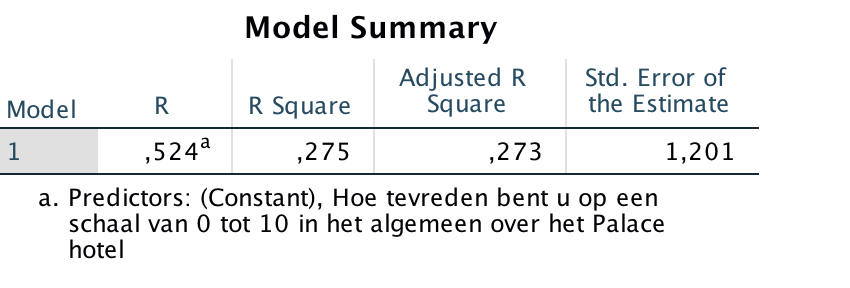 Model Summary
Model R R Square Adjusted R Square Std. Error of the Estimate
1 ,524a ,275 ,273 1,201
a. Predictors: (Constant), Hoe tevreden bent u op een
schaal van 0 tot 10 in het algemeen over het Palace
hotel